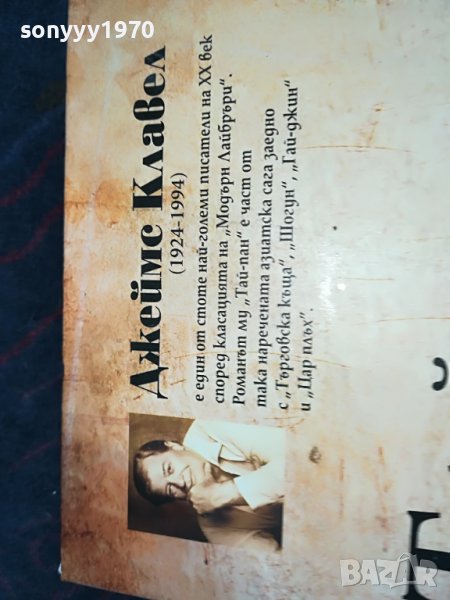 sonyyy1970
Джеймс Клавел
(1924-1994)
е един от стоте най-големи писатели на XX век
според класацията на „Модърн Лайбръри“.
Романът му „Тай-пан“ е част от
така наречената азиатска сага заедно
с „Търговска къща“, „Шогун“, „Гай-джин“
и „Цар плъх“.
BAZAR